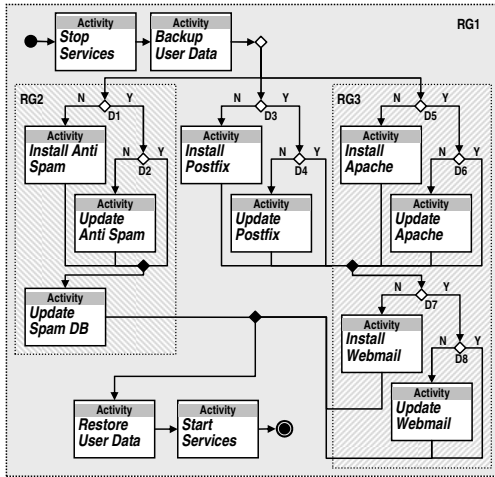 RG1
Activity
Stop
Services
Activity
Backup
User Data
RG2
N Y
D1
Activity
Install Anti
Spam
N Y
D2
Activity
Update
Anti Spam
Activity
Update
Spam DB
N Y
D3
Activity
Install
Postfix
N Y
D4
Activity
Update
Postfix
RG3
N Y
D5
Activity
Install
Apache
N Y
D6
Activity
Update
Apache
N Y
D7
Activity
Install
Webmail
N Y
D8
Activity
Update
Webmail
Activity
Restore
User Data
Activity
Start
Services